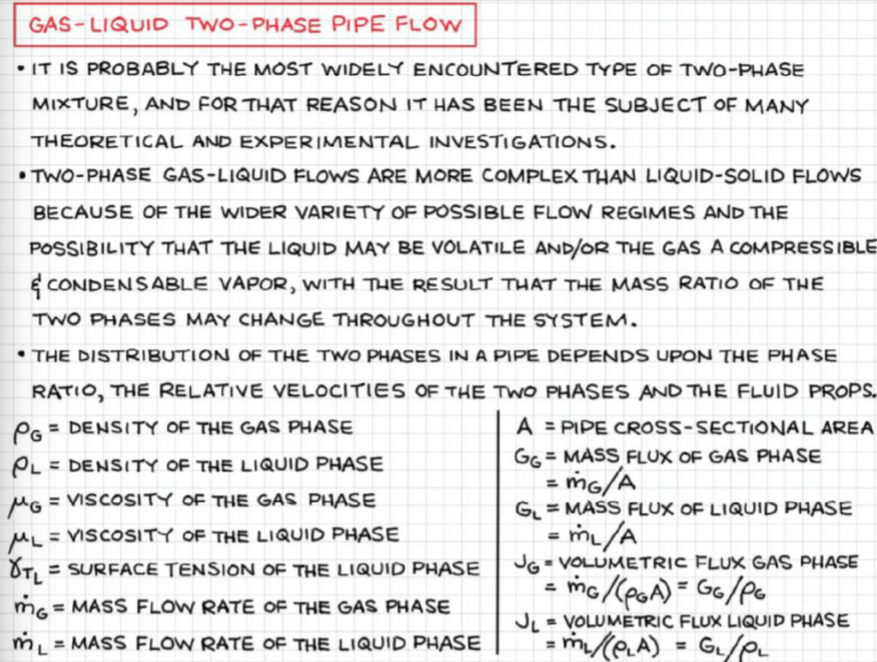 GAS-LIQUID TWO-PHASE PIPE FLOW
• IT IS PROBABLY THE MOST WIDELY ENCOUNTERED TYPE OF TWO-PHASE
MIXTURE, AND FOR THAT REASON IT HAS BEEN THE SUBJECT OF MANY
THEORETICAL AND EXPERIMENTAL INVESTIGATIONS.
• TWO-PHASE GAS-LIQUID FLOWS ARE MORE COMPLEX THAN LIQUID-SOLID FLOWS
BECAUSE OF THE WIDER VARIETY OF POSSIBLE FLOW REGIMES AND THE
POSSIBILITY THAT THE LIQUID MAY BE VOLATILE AND/OR THE GAS A COMPRESSIBLE
& CONDENSABLE VAPOR, WITH THE RESULT THAT THE MASS RATIO OF THE
TWO PHASES MAY CHANGE THROUGHOUT THE SYSTEM.
• THE DISTRIBUTION OF THE TWO PHASES IN A PIPE DEPENDS UPON THE PHASE
RATIO, THE RELATIVE VELOCITIES OF THE TWO PHASES AND THE FLUID PROPS.
ρG = DENSITY OF THE GAS PHASE
ρL = DENSITY OF THE LIQUID PHASE
μG = VISCOSITY OF THE GAS PHASE
μL = VISCOSITY OF THE LIQUID PHASE
γTL = SURFACE TENSION OF THE LIQUID PHASE
ṁG = MASS FLOW RATE OF THE GAS PHASE
ṁL = MASS FLOW RATE OF THE LIQUID PHASE
A = PIPE CROSS-SECTIONAL AREA
GG = MASS FLUX OF GAS PHASE
= ṁG/A
GL = MASS FLUX OF LIQUID PHASE
= ṁL/A
JG = VOLUMETRIC FLUX GAS PHASE
= ṁG/(ρGA) = GG/ρG
JL = VOLUMETRIC FLUX LIQUID PHASE
= ṁL/(ρLA) = GL/ρL